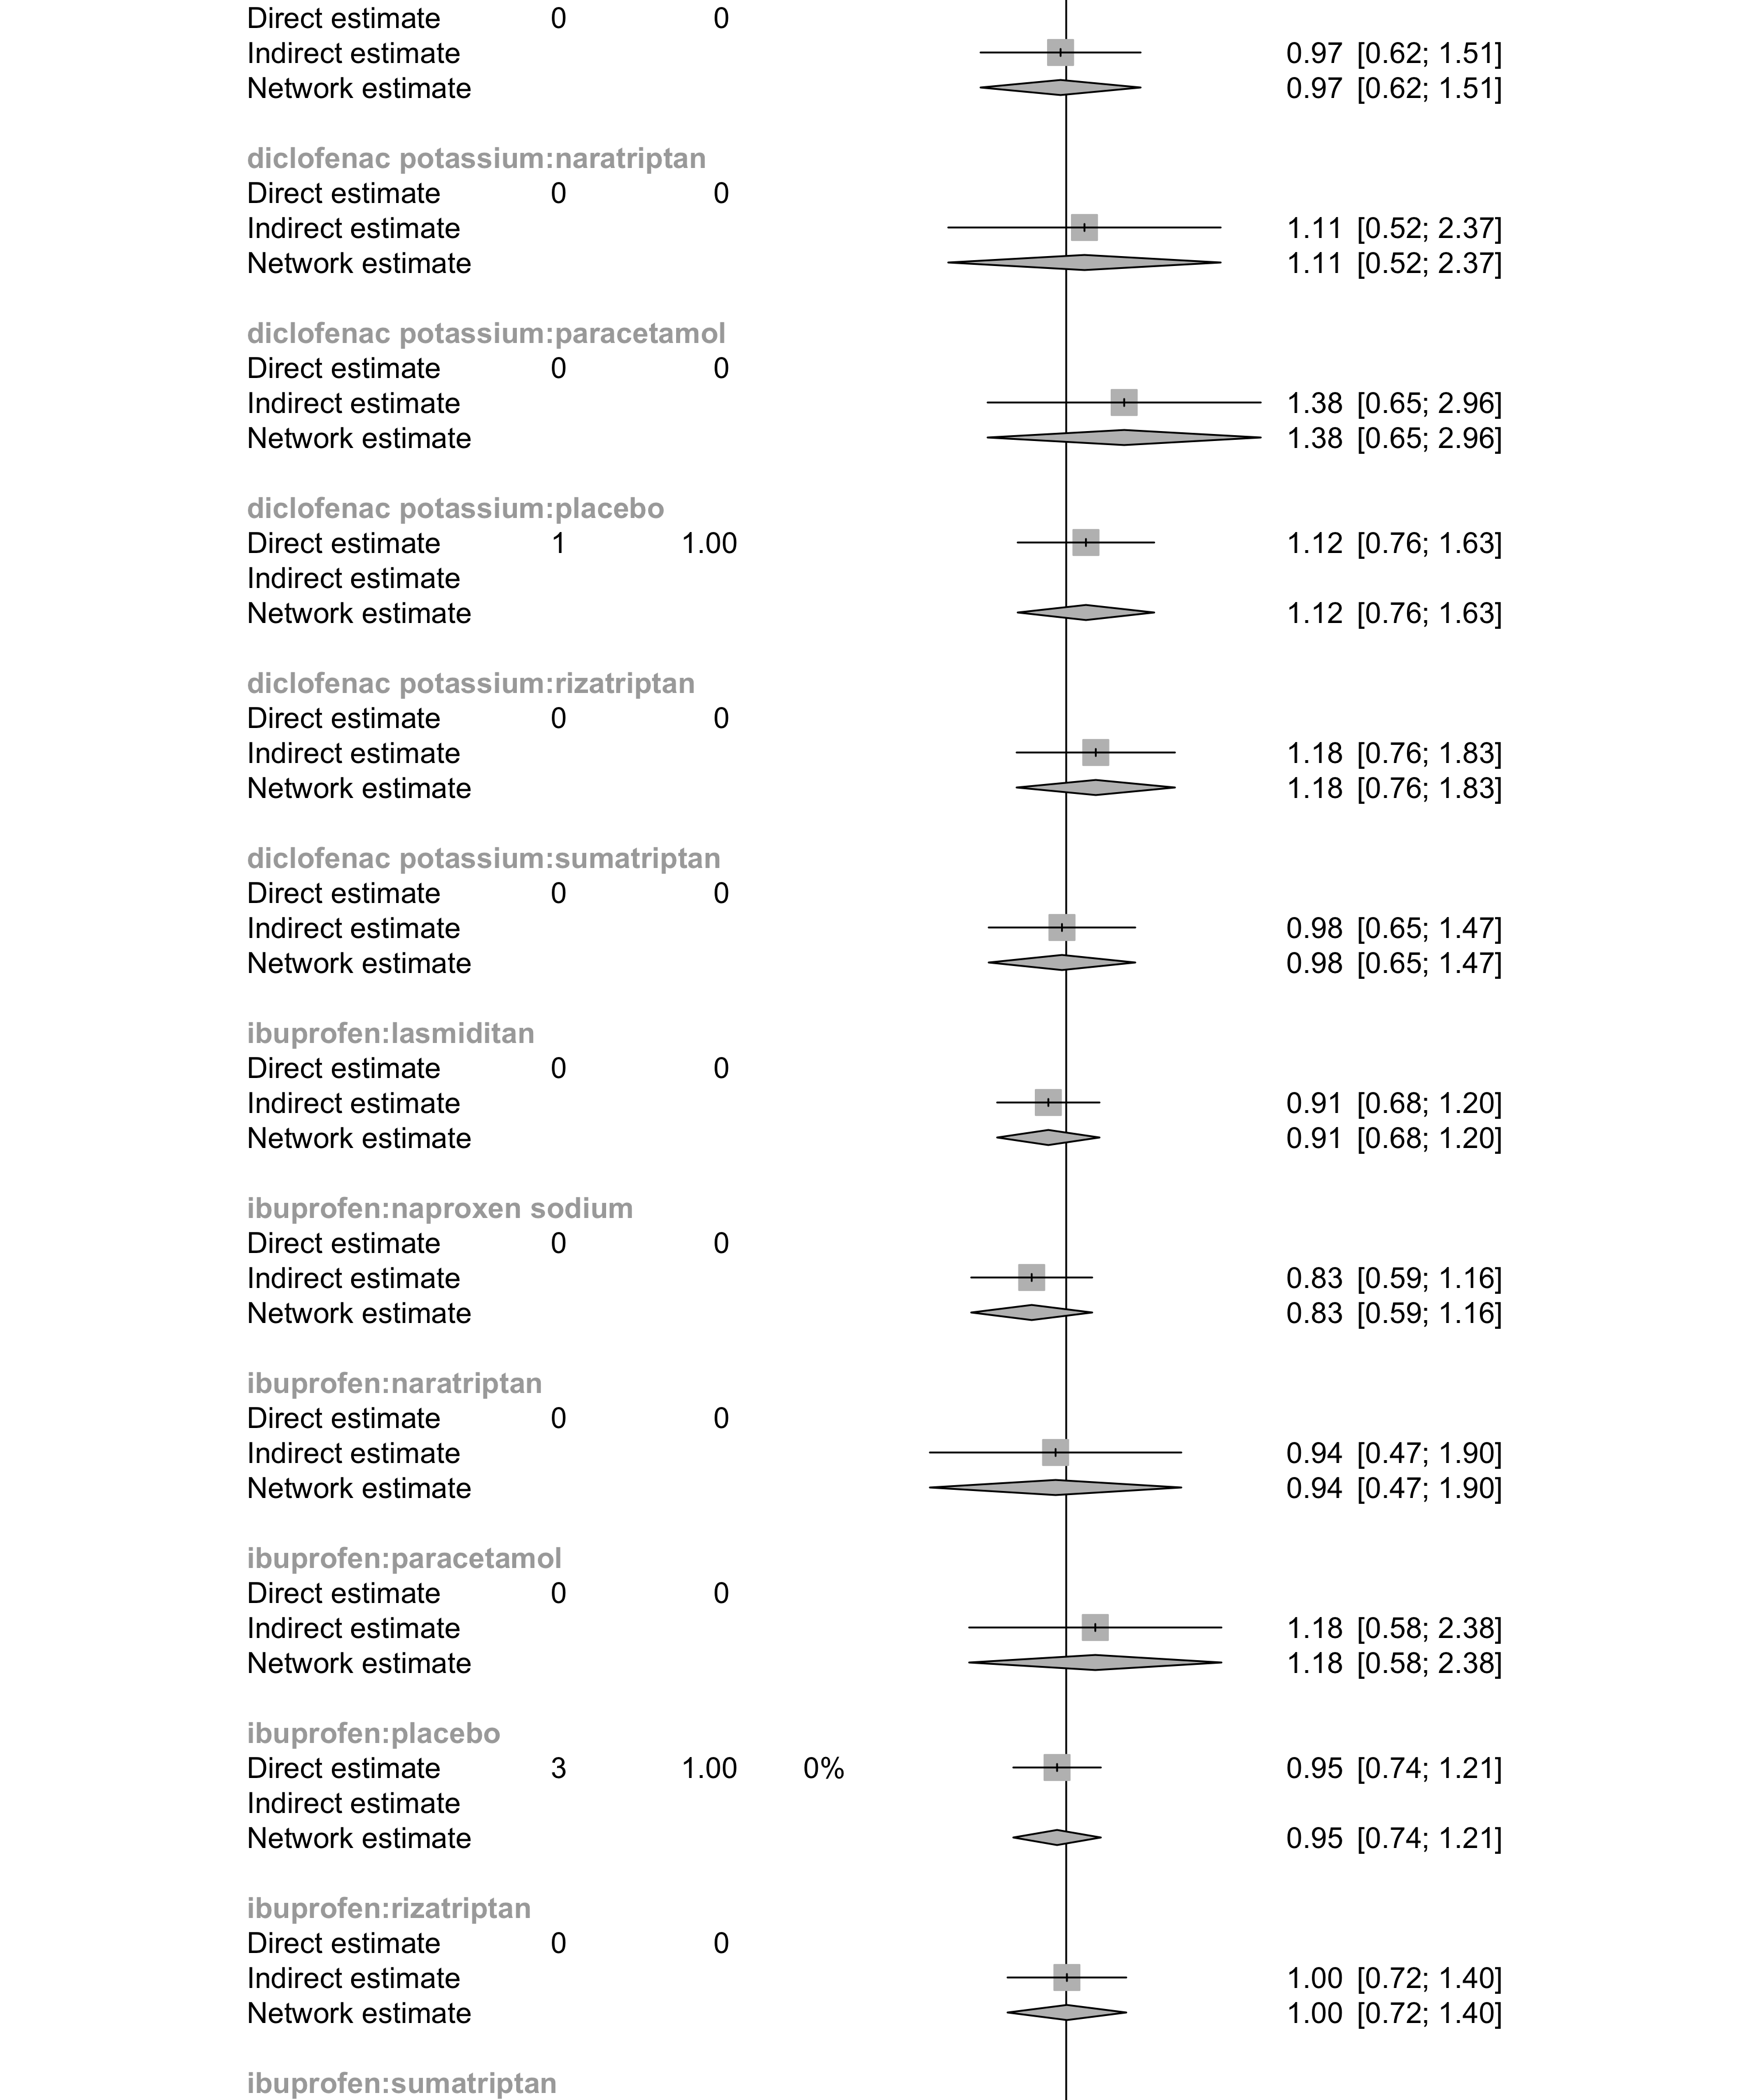 Direct estimate 0 0
Indirect estimate 0.97 [0.62; 1.51]
Network estimate 0.97 [0.62; 1.51]
diclofenac potassium:naratriptan
Direct estimate 0 0
Indirect estimate 1.11 [0.52; 2.37]
Network estimate 1.11 [0.52; 2.37]
diclofenac potassium:paracetamol
Direct estimate 0 0
Indirect estimate 1.38 [0.65; 2.96]
Network estimate 1.38 [0.65; 2.96]
diclofenac potassium:placebo
Direct estimate 1 1.00 1.12 [0.76; 1.63]
Indirect estimate
Network estimate 1.12 [0.76; 1.63]
diclofenac potassium:rizatriptan
Direct estimate 0 0
Indirect estimate 1.18 [0.76; 1.83]
Network estimate 1.18 [0.76; 1.83]
diclofenac potassium:sumatriptan
Direct estimate 0 0
Indirect estimate 0.98 [0.65; 1.47]
Network estimate 0.98 [0.65; 1.47]
ibuprofen:lasmiditan
Direct estimate 0 0
Indirect estimate 0.91 [0.68; 1.20]
Network estimate 0.91 [0.68; 1.20]
ibuprofen:naproxen sodium
Direct estimate 0 0
Indirect estimate 0.83 [0.59; 1.16]
Network estimate 0.83 [0.59; 1.16]
ibuprofen:naratriptan
Direct estimate 0 0
Indirect estimate 0.94 [0.47; 1.90]
Network estimate 0.94 [0.47; 1.90]
ibuprofen:paracetamol
Direct estimate 0 0
Indirect estimate 1.18 [0.58; 2.38]
Network estimate 1.18 [0.58; 2.38]
ibuprofen:placebo
Direct estimate 3 1.00 0% 0.95 [0.74; 1.21]
Indirect estimate
Network estimate 0.95 [0.74; 1.21]
ibuprofen:rizatriptan
Direct estimate 0 0
Indirect estimate 1.00 [0.72; 1.40]
Network estimate 1.00 [0.72; 1.40]
ibuprofen:sumatriptan